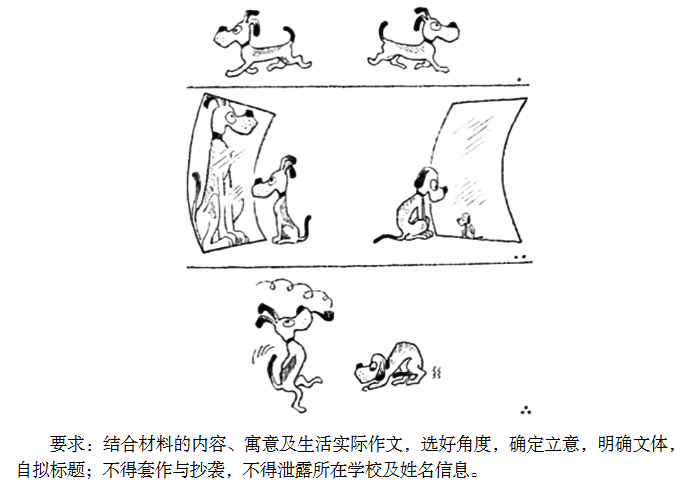 要求：结合材料的内容、寓意及生活实际作文，选好角度，确定立意，明确文体，
自拟标题；不得套作与抄袭，不得泄露所在学校及姓名信息。